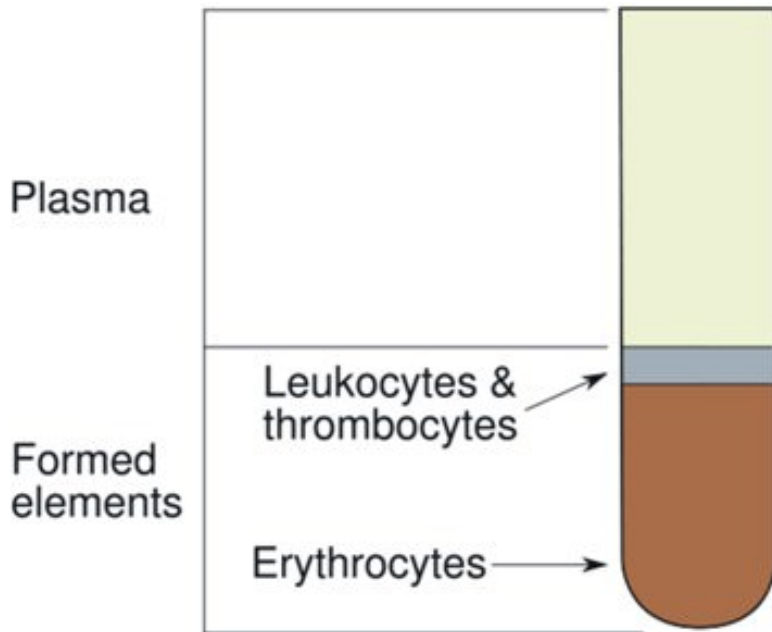 Plasma
Leukocytes &
thrombocytes
Formed
elements
Erythrocytes